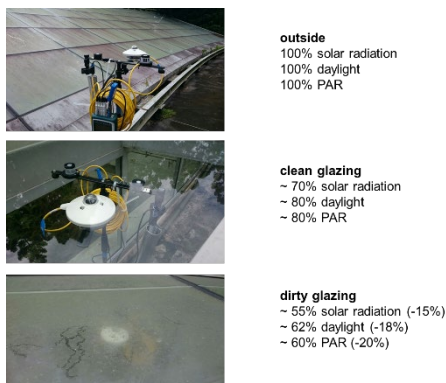 outside
100% solar radiation
100% daylight
100% PAR
clean glazing
~ 70% solar radiation
~ 80% daylight
~ 80% PAR
dirty glazing
~ 55% solar radiation (-15%)
~ 62% daylight (-18%)
~ 60% PAR (-20%)